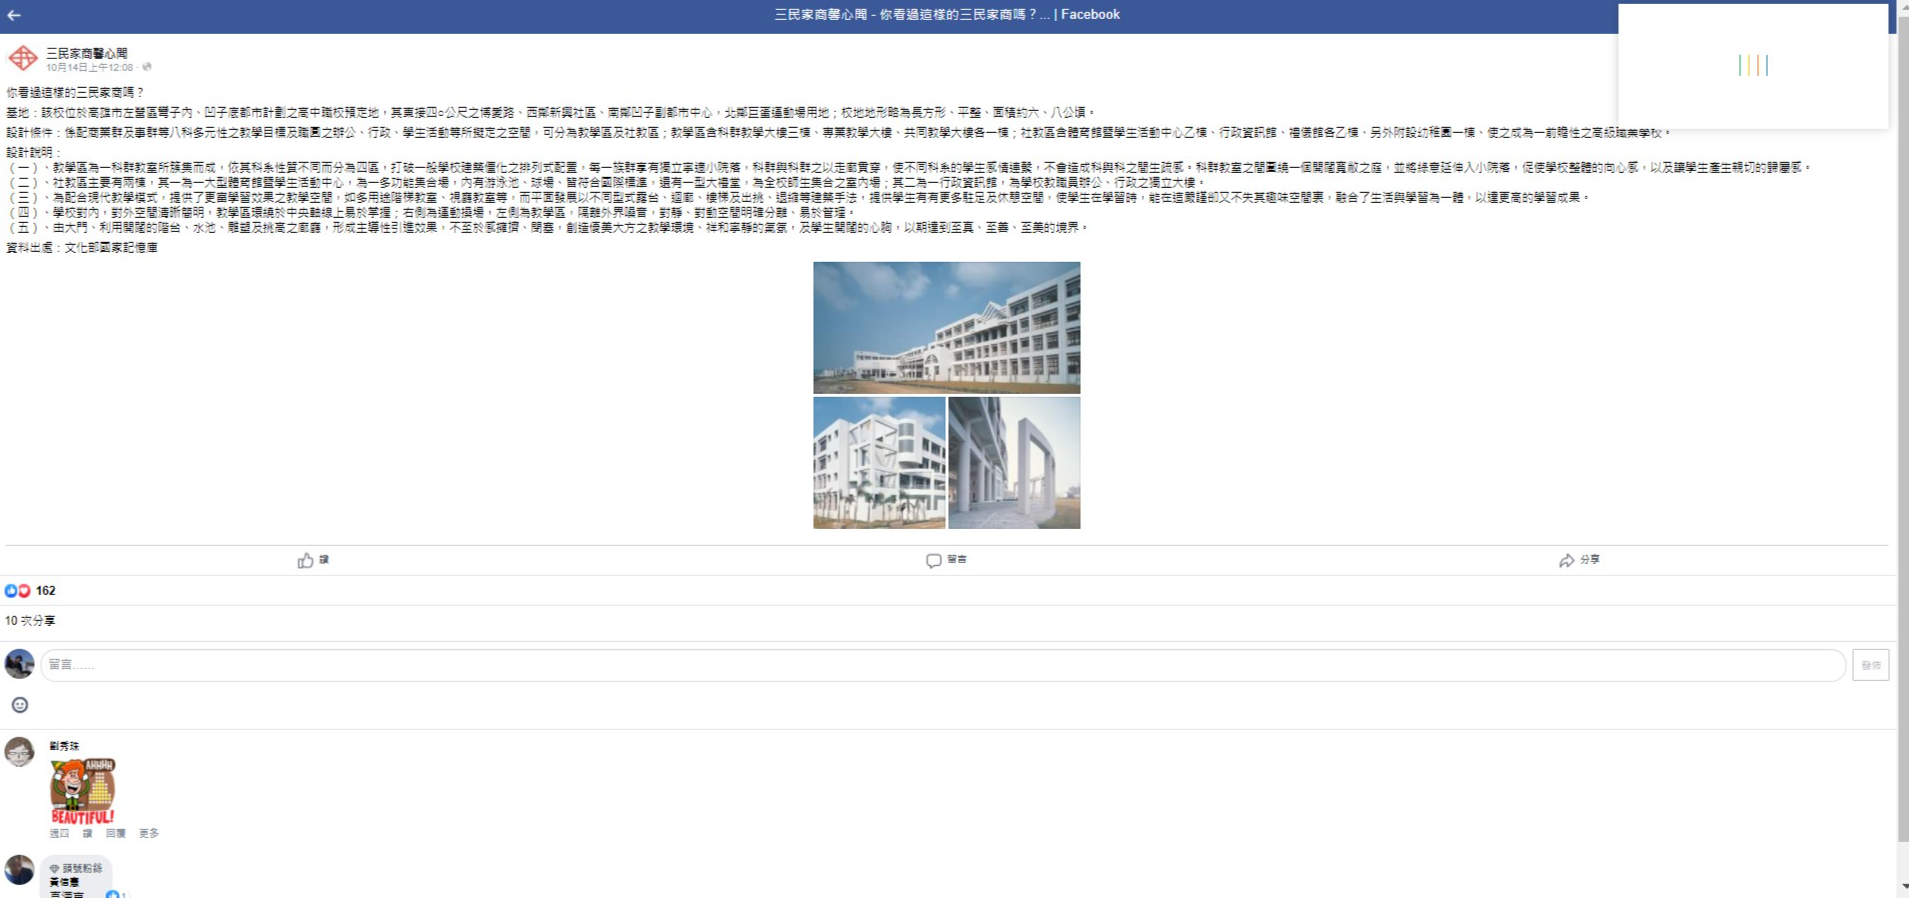 三民家商馨心聞 - 你看過這樣的三民家商嗎？... | Facebook
三民家商馨心聞
10月14日上午12:08 ·
你看過這樣的三民家商嗎？
基地：該校位於高雄市左營區彎子內、凹子底都市計劃之高中職校預定地，其東接四○公尺之博愛路、西鄰新興社區、南鄰凹子副都市中心，北鄰巨蛋運動場用地；校地地形略為長方形、平整、面積約六、八公頃。
設計條件：係配商業群及事群等八科多元性之教學目標及職圓之辦公、行政、學生活動等所擬定之空間，可分為教學區及社教區；教學區含科群教學大樓三棟、專業教學大樓、共同教學大樓各一棟；社教區含體育館暨學生活動中心乙棟、行政資訊館、禮儀館各乙棟、另外附設幼稚園一棟、使之成為一前瞻性之高級職業學校。
設計說明：
（一）、教學區為一科群教室所簇集而成，依其科系性質不同而分為四區，打破一般學校建築僵化之排列式配置，每一族群享有獨立寧適小院落，科群與科群之以走廊貫穿，使不同科系的學生感情連繫，不會造成科與科之間生疏感。科群教室之間圍繞一個開闊寬敞之庭，並將綠意延伸入小院落，促使學校整體的向心感，以及讓學生產生親切的歸屬感。
（二）、社教區主要有兩棟，其一為一大型體育館暨學生活動中心，為一多功能集合場，內有游泳池、球場、皆符合國際標準，還有一型大禮堂，為全校師生集合之室內場；其二為一行政資訊館，為學校教職員辦公、行政之獨立大樓。
（三）、為配合現代教學模式，提供了更富學習效果之教學空間，如多用途階梯教室、視聽教室等，而平面發展以不同型式露台、迴廊、樓梯及出挑、退縮等建築手法，提供學生有有更多駐足及休憩空間，使學生在學習時，能在這嚴謹卻又不失其趣味空間裏，融合了生活與學習為一體，以達更高的學習成果。
（四）、學校對內，對外空間清晰簡明，教學區環繞於中央軸線上易於掌握；右側為運動操場，左側為教學區，隔離外界噪音，對靜、對動空間明確分離、易於管理。
（五）、由大門、利用開闊的階台、水池、雕塑及挑高之廊廳，形成主導性引進效果，不至於感擁擠、閉塞，創造優美大方之教學環境、祥和寧靜的氣氛，及學生開闊的心胸，以期達到至真、至善、至美的境界。
資料出處：文化部國家記憶庫
讚
留言
分享
162
10 次分享
留言......
發佈
劉秀珠
AHHHH
BEAUTIFUL!
週四 讚 回覆 更多
頭號粉絲
黃信憲
1